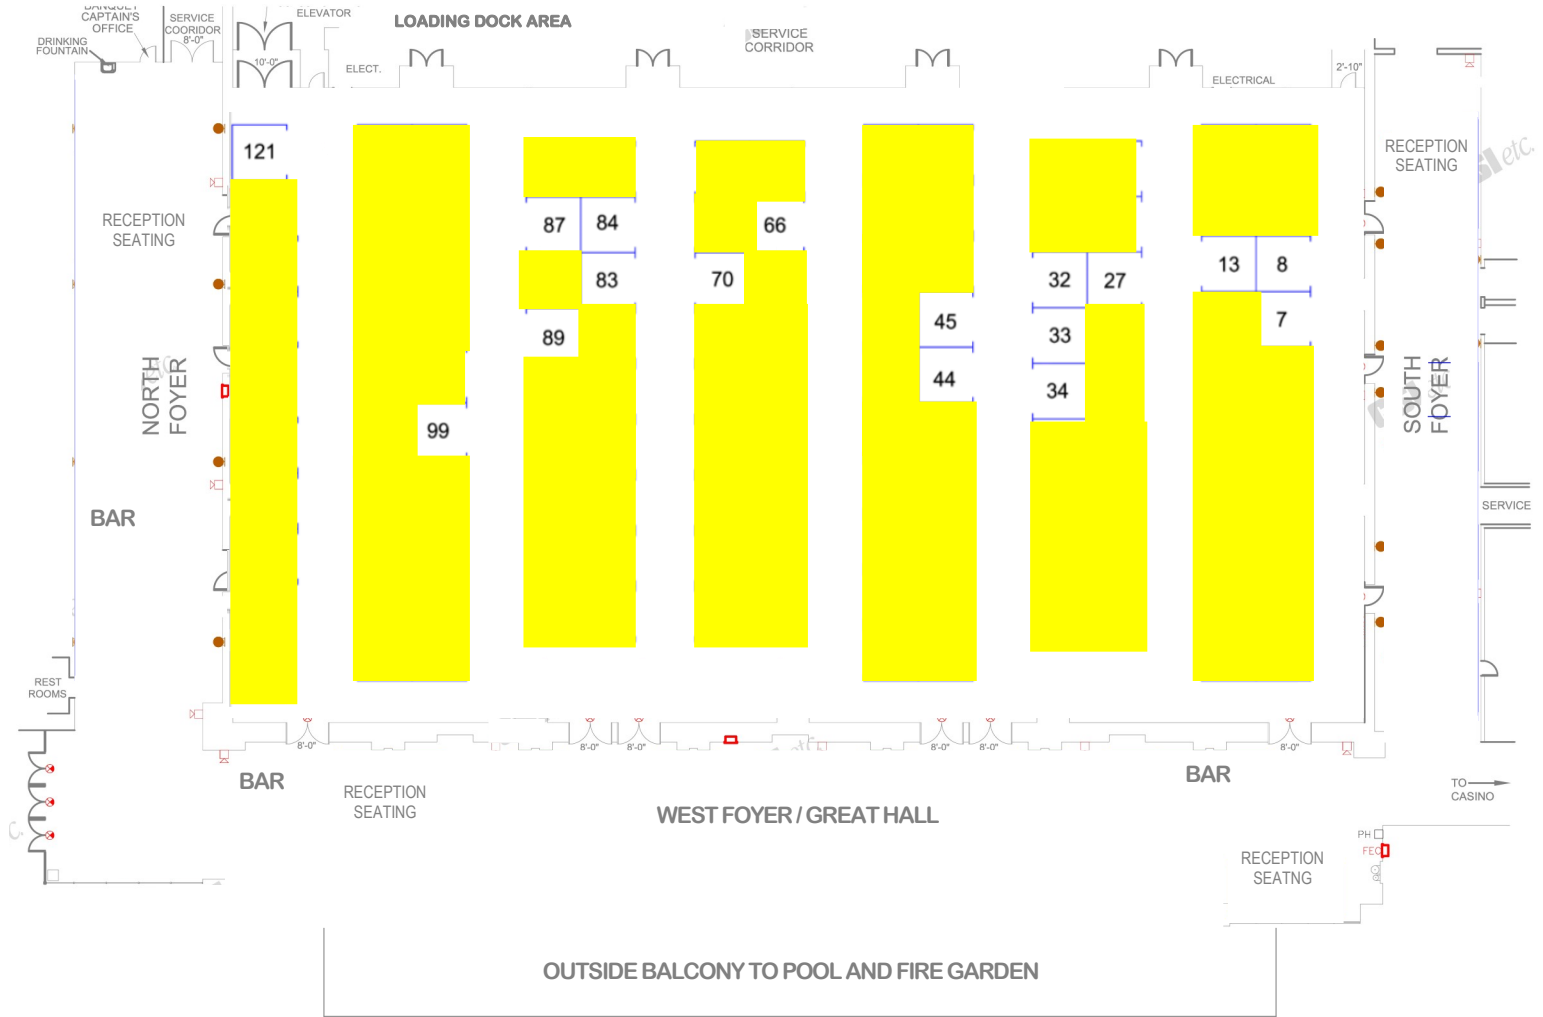 BANQUET
CAPTAIN'S
OFFICE
SERVICE
COORIDOR
8'-0"
ELEVATOR
LOADING DOCK AREA
SERVICE
CORRIDOR
DRINKING
FOUNTAIN
10'-0"
ELECT.
ELECTRICAL
2'-10"
121
RECEPTION
SEATING
etc.
RECEPTION
SEATING
87
84
66
83
70
32
27
13
8
89
45
33
7
44
34
99
NORTH
FOYER
etc
SOUTH
FOYER
BAR
SERVICE
REST
ROOMS
8'-0"
8'-0"
8'-0"
8'-0"
8'-0"
8'-0"
BAR
RECEPTION
SEATING
BAR
TO
CASINO
WEST FOYER / GREAT HALL
PH
FEC
RECEPTION
SEATNG
OUTSIDE BALCONY TO POOL AND FIRE GARDEN